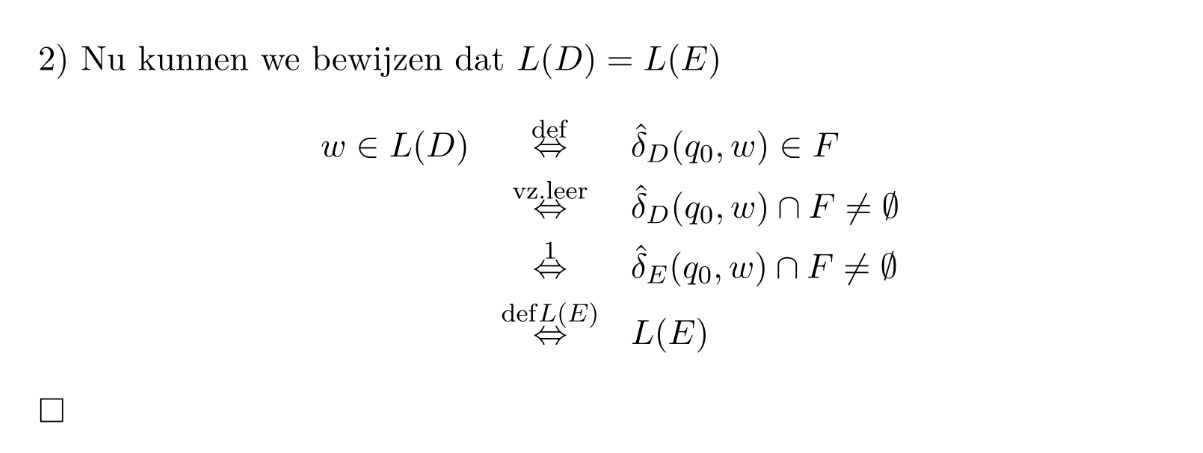 2) Nu kunnen we bewijzen dat L(D) = L(E)
w ∈ L(D) ⇔^{def} δ̂_D(q_0, w) ∈ F
⇔^{vz.leer} δ̂_D(q_0, w) ∩ F ≠ ∅
⇔^{1} δ̂_E(q_0, w) ∩ F ≠ ∅
⇔^{def L(E)} L(E)
□